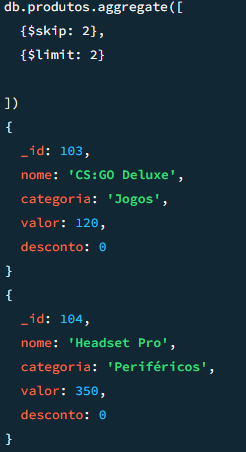 db.produtos.aggregate([
  {$skip: 2},
  {$limit: 2}

])
{
  _id: 103,
  nome: 'CS:GO Deluxe',
  categoria: 'Jogos',
  valor: 120,
  desconto: 0
}
{
  _id: 104,
  nome: 'Headset Pro',
  categoria: 'Periféricos',
  valor: 350,
  desconto: 0
}